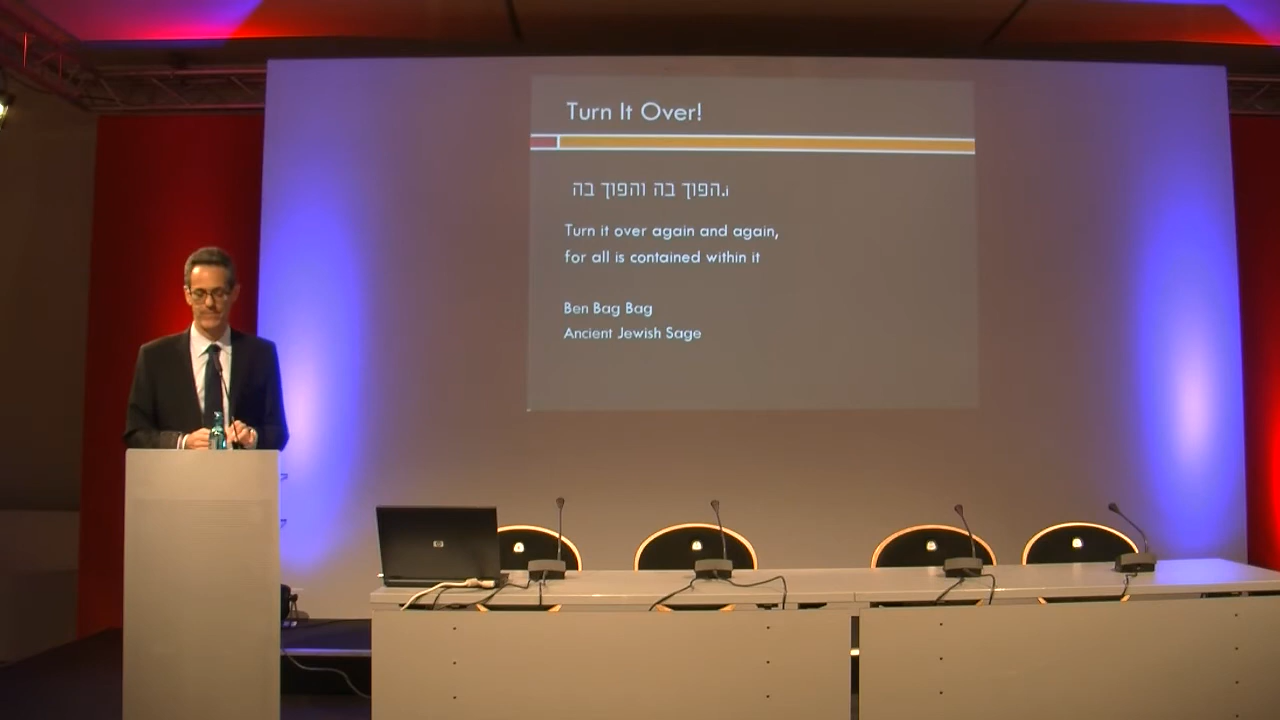 Turn It Over!
.הפוך בה והפוך בה
Turn it over again and again,
for all is contained within it
Ben Bag Bag
Ancient Jewish Sage
hp